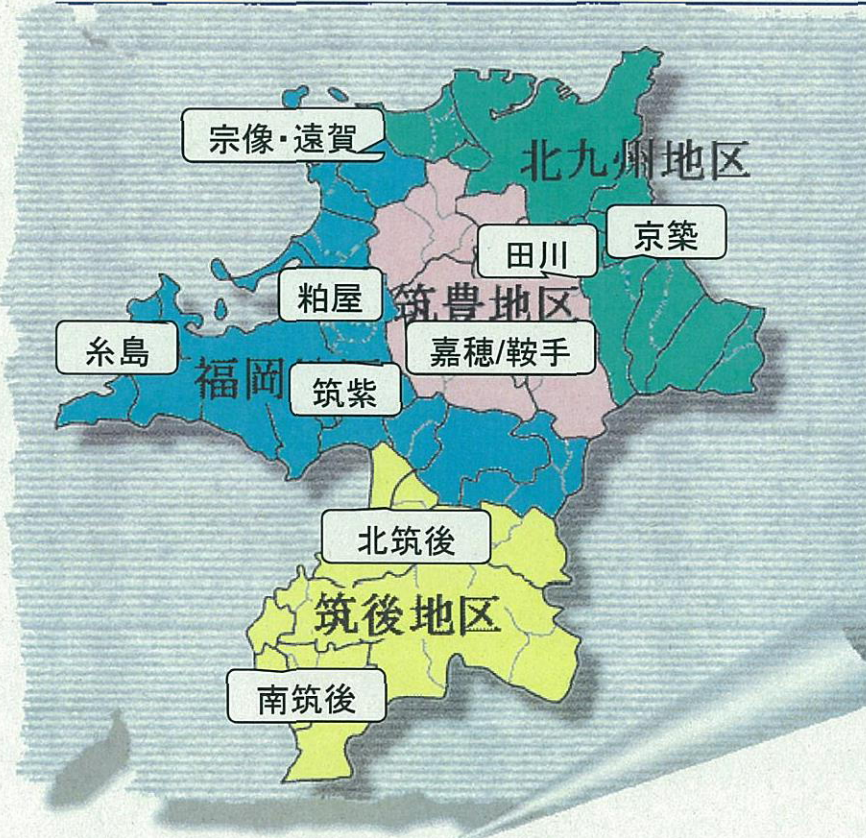 宗像・遠賀
北九州地区
京築
田川
粕屋
筑豊地区
糸島
嘉穂/鞍手
福岡
筑紫
北筑後
筑後地区
南筑後